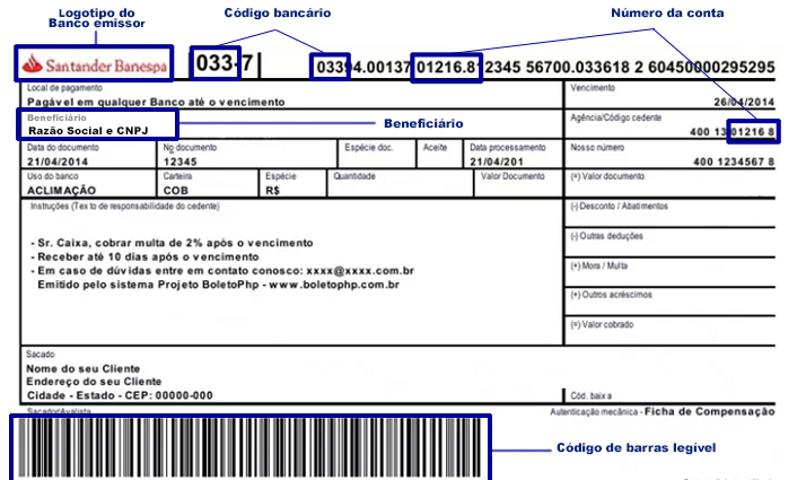 Logotipo do
Banco emissor
Código bancário
Número da conta
Santander Banespa
033-7
03394.00137 01216.812345 56700.033618 2 60450000295295
Local de pagamento
Pagável em qualquer Banco até o vencimento
Vencimento
26/04/2014
Beneficiário
Razão Social e CNPJ
Beneficiário
Agência/Código cedente
400 13 01216 8
Data do documento
21/04/2014
No documento
12345
Espécie doc.
Aceite
Data processamento
21/04/201
Nosso número
400 1234567 8
Uso do banco
ACLIMAÇÃO
Carteira
COB
Espécie
R$
Quantidade
Valor Documento
(=) Valor documento
Instruções (Texto de responsabilidade do cedente)
(-) Desconto / Abatimentos
- Sr. Caixa, cobrar multa de 2% após o vencimento
- Receber até 10 dias após o vencimento
- Em caso de dúvidas entre em contato conosco: xxxx@xxxx.com.br
Emitido pelo sistema Projeto BoletoPhp - www.boletophp.com.br
(-) Outras deduções
(+) Mora / Multa
(+) Outros acréscimos
(=) Valor cobrado
Sacado
Nome do seu Cliente
Endereço do seu Cliente
Cidade - Estado - CEP: 00000-000
Cód. baixa
Sacador/Avalista
Autenticação mecânica - Ficha de Compensação
Código de barras legível